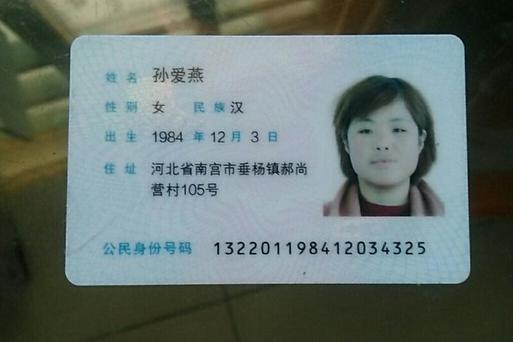 姓名 孙爱燕
性别 女 民族 汉
出生 1984 年 12 月 3 日
住址 河北省南宫市垂杨镇郝尚
营村105号
公民身份号码 132201198412034325